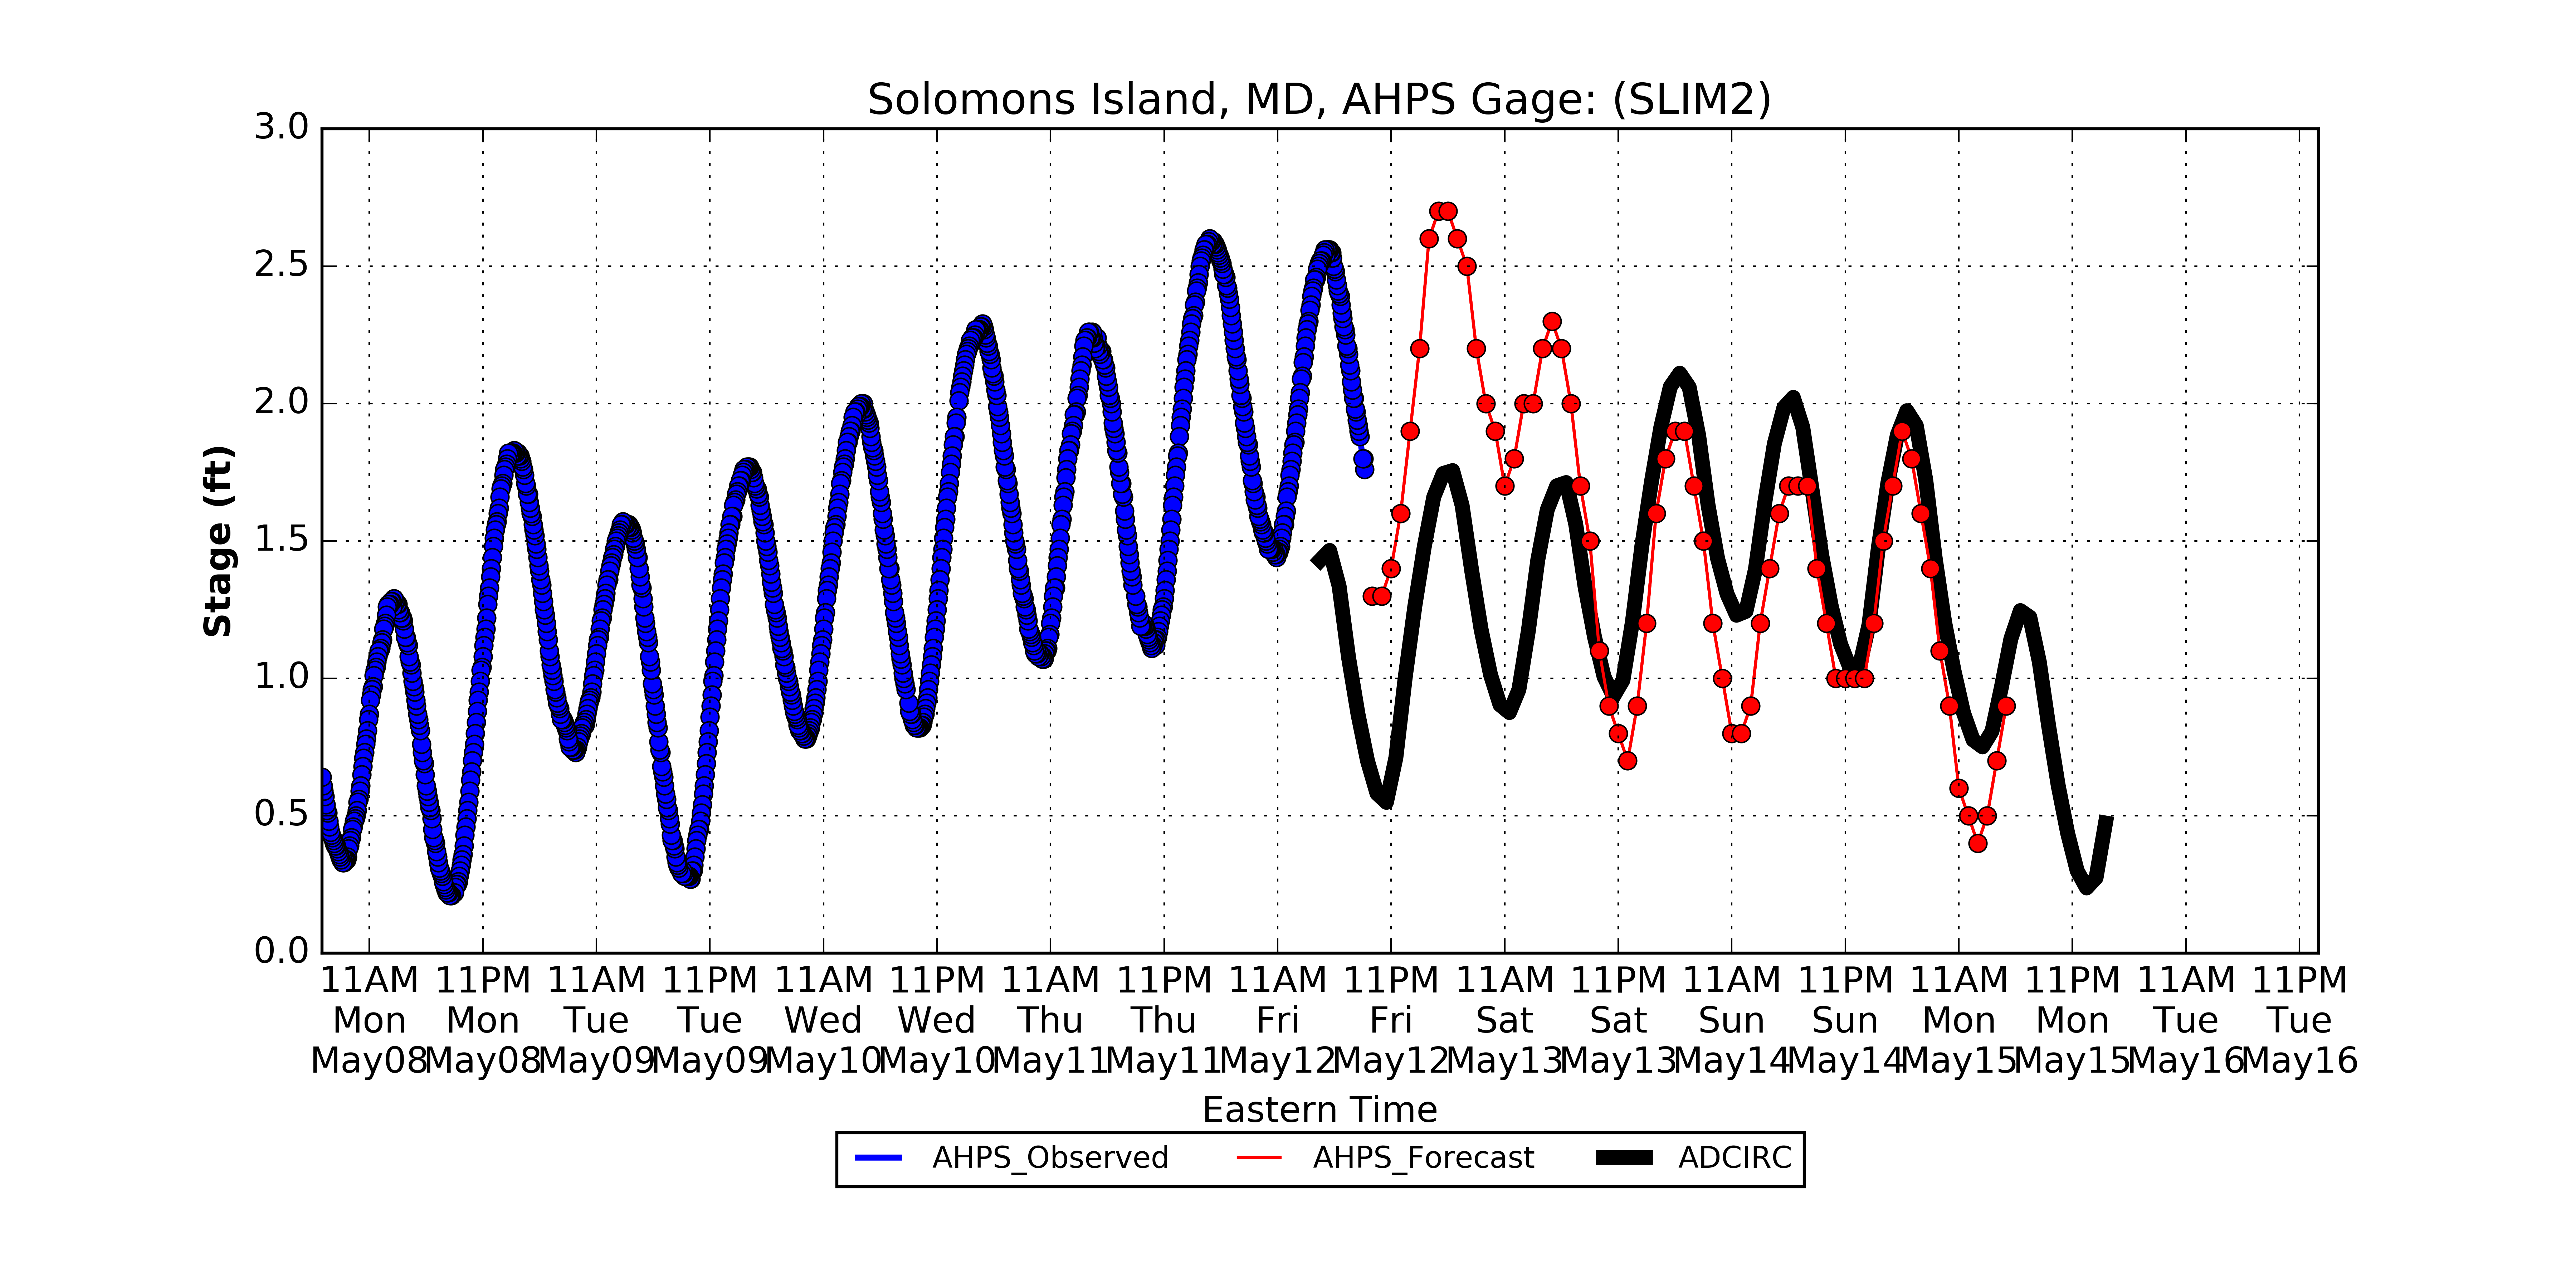 Solomons Island, MD, AHPS Gage: (SLIM2)
3.0
2.5
2.0
1.5
1.0
0.5
0.0
Stage (ft)
11AM 11PM 11AM 11PM 11AM 11PM 11AM 11PM 11AM 11PM 11AM 11PM 11AM 11PM 11AM 11PM 11AM 11PM
Mon Mon Tue Tue Wed Wed Thu Thu Fri Fri Sat Sat Sun Sun Mon Mon Tue Tue
May08 May08 May09 May09 May10 May10 May11 May11 May12 May12 May13 May13 May14 May14 May15 May15 May16 May16
Eastern Time
AHPS_Observed AHPS_Forecast ADCIRC